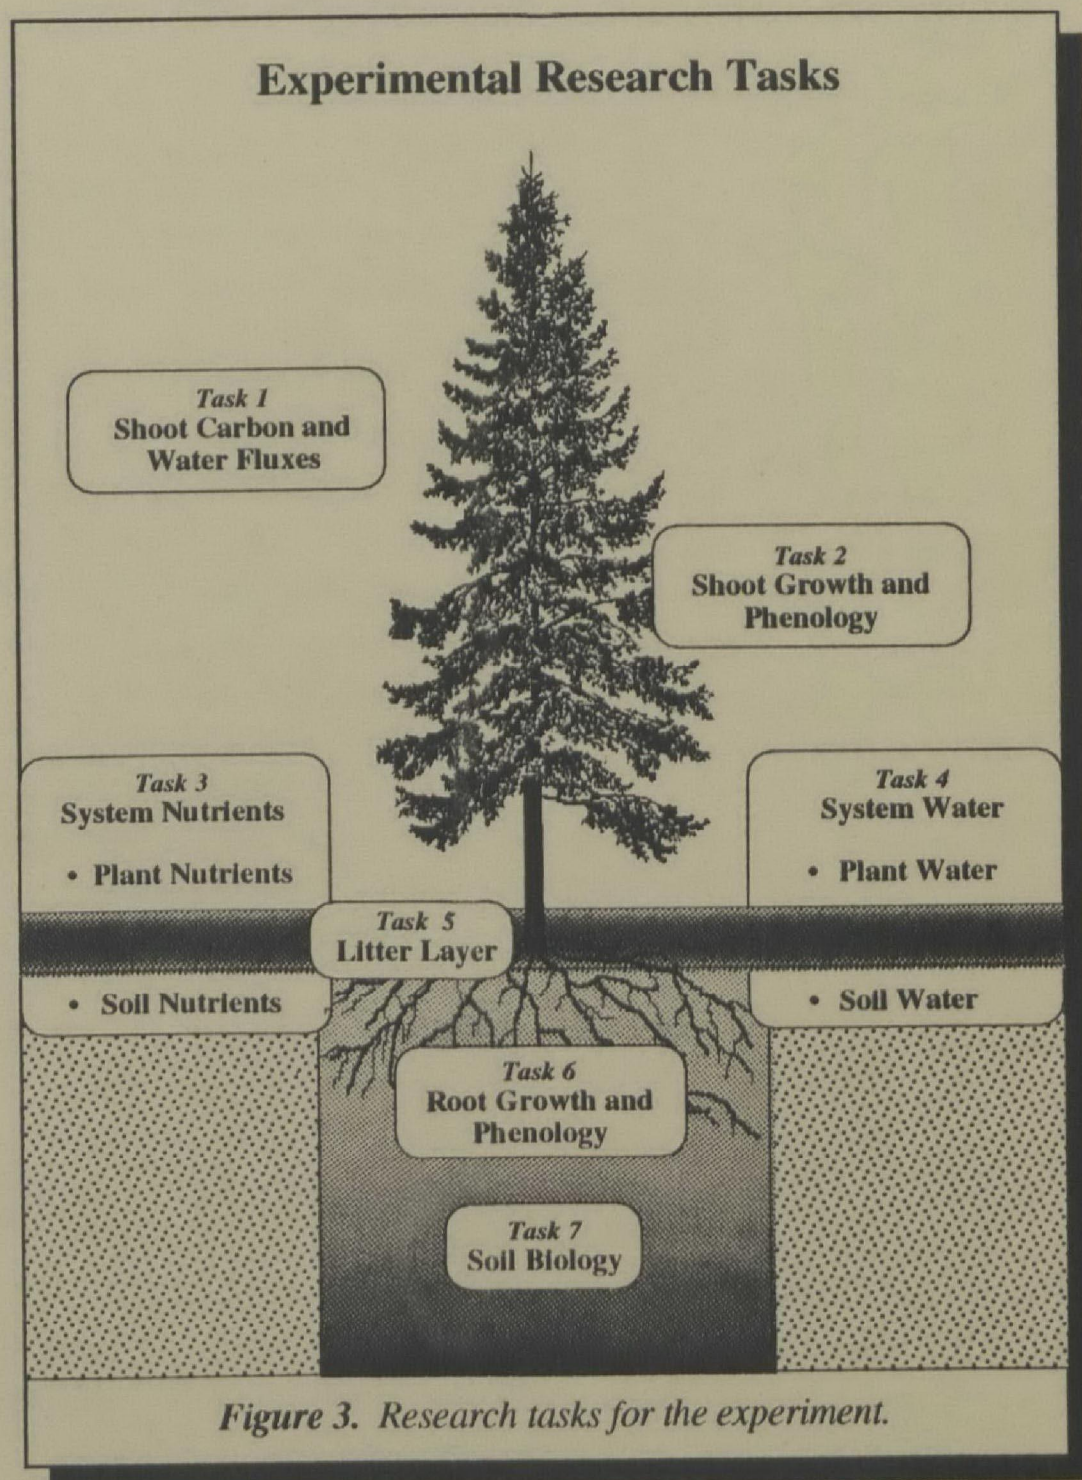 Experimental Research Tasks
Task 1
Shoot Carbon and
Water Fluxes
Task 2
Shoot Growth and
Phenology
Task 3
System Nutrients
• Plant Nutrients
• Soil Nutrients
Task 4
System Water
• Plant Water
• Soil Water
Task 5
Litter Layer
Task 6
Root Growth and
Phenology
Task 7
Soil Biology
Figure 3. Research tasks for the experiment.